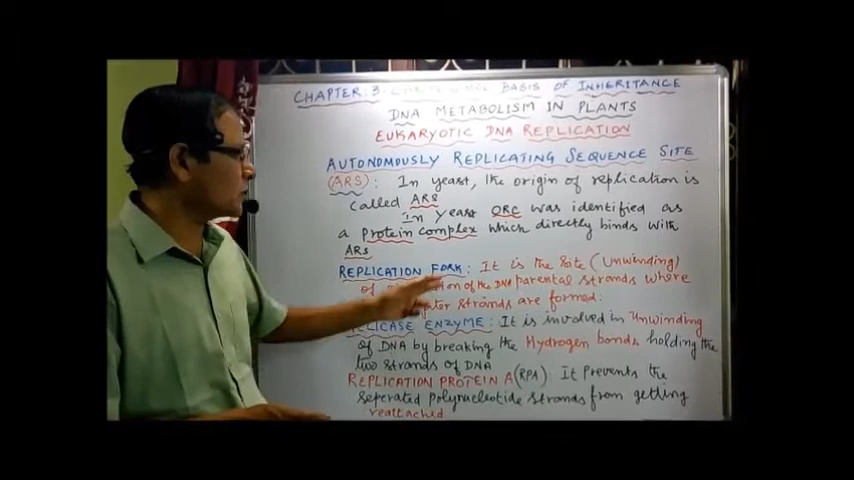 CHAPTER: 3 BASIS OF INHERITANCE
DNA METABOLISM IN PLANTS
EUKARYOTIC DNA REPLICATION
AUTONOMOUSLY REPLICATING SEQUENCE SITE
(ARS): In yeast, the origin of replication is
called ARS
In yeast ORC was identified as
a protein complex which directly binds with
ARS
REPLICATION FORK: It is the site (Unwinding)
of of the DNA parental strands where
strands are formed.
ENZYME: It is involved in Unwinding
of DNA by breaking the Hydrogen bonds holding the
two strands of DNA
REPLICATION PROTEIN A (RPA): It prevents the
seperated polynucleotide strands from getting
reattached